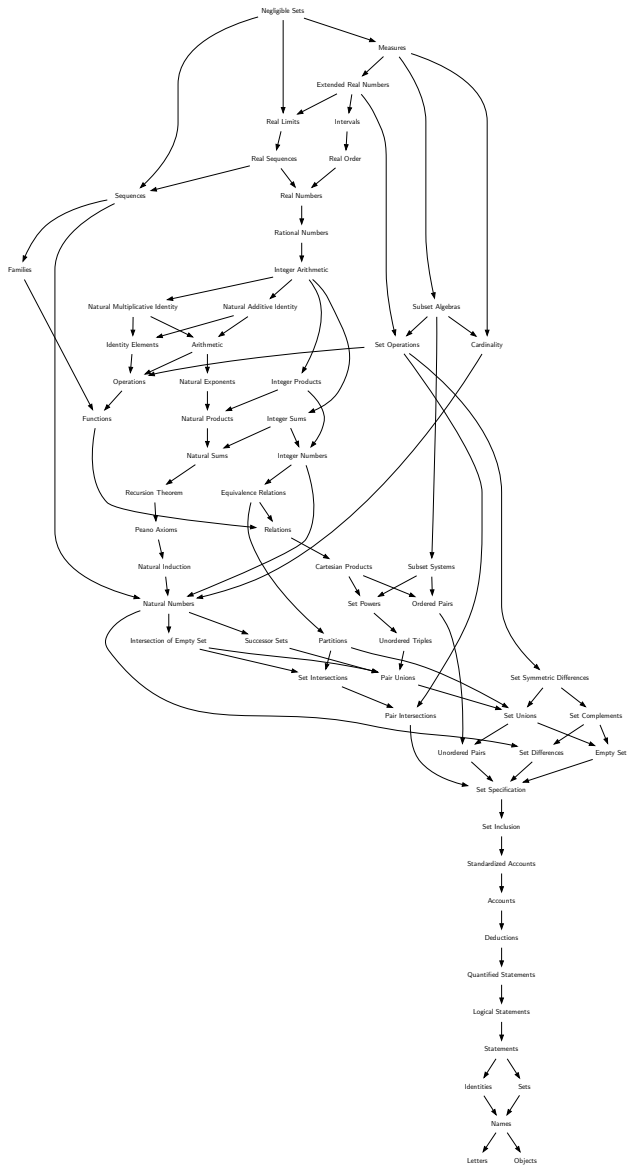 Negligible Sets
Measures
Extended Real Numbers
Real Limits
Intervals
Real Sequences
Real Order
Sequences
Real Numbers
Rational Numbers
Families
Integer Arithmetic
Natural Multiplicative Identity
Natural Additive Identity
Subset Algebras
Identity Elements
Arithmetic
Set Operations
Cardinality
Operations
Natural Exponents
Integer Products
Functions
Natural Products
Integer Sums
Natural Sums
Integer Numbers
Recursion Theorem
Equivalence Relations
Peano Axioms
Relations
Natural Induction
Cartesian Products
Subset Systems
Natural Numbers
Set Powers
Ordered Pairs
Intersection of Empty Set
Successor Sets
Partitions
Unordered Triples
Set Intersections
Pair Unions
Set Symmetric Differences
Pair Intersections
Set Unions
Set Complements
Unordered Pairs
Set Differences
Empty Set
Set Specification
Set Inclusion
Standardized Accounts
Accounts
Deductions
Quantified Statements
Logical Statements
Statements
Identities
Sets
Names
Letters
Objects